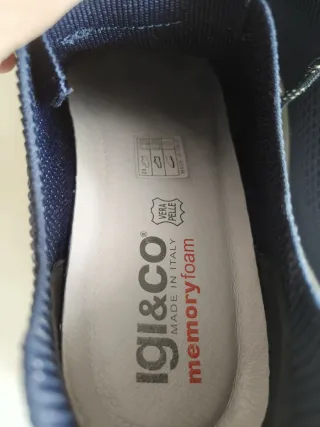 VERA
PELLE
IGI&CO®
MADE IN ITALY
memoryfoam